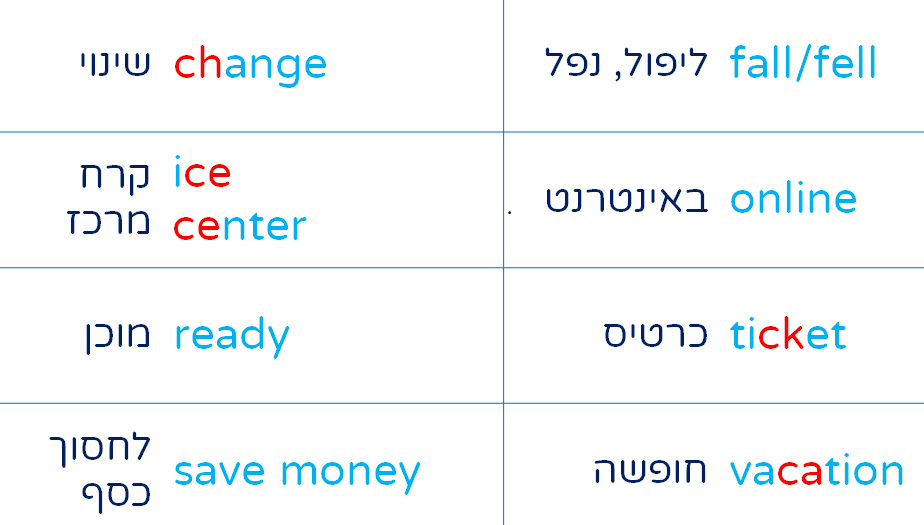 שינוי change
ליפול, נפל fall/fell
קרח ice
מרכז center
. באינטרנט online
מוכן ready
כרטיס ticket
לחסוך
כסף
save money
חופשה vacation